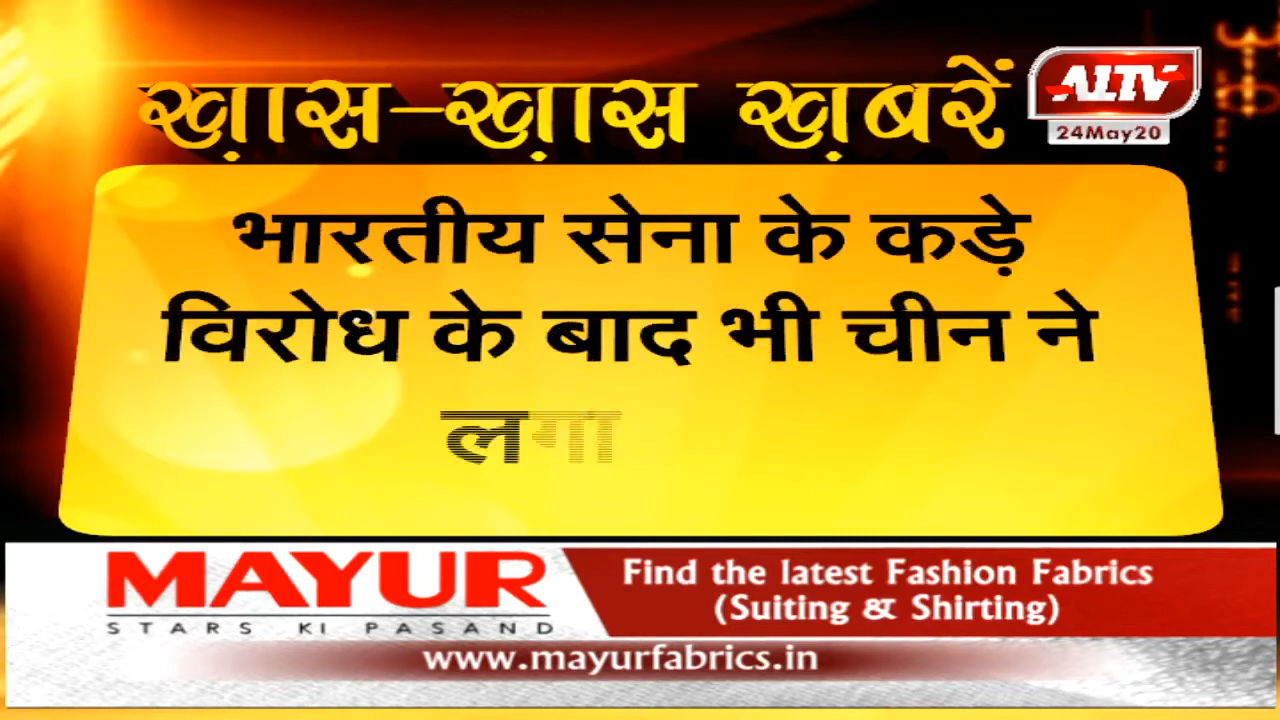 ख़ास-ख़ास ख़बरें
ALTV
24May20
भारतीय सेना के कड़े
विरोध के बाद भी चीन ने
लगा
MAYUR
STARS KI PASAND
Find the latest Fashion Fabrics
(Suiting & Shirting)
www.mayurfabrics.in